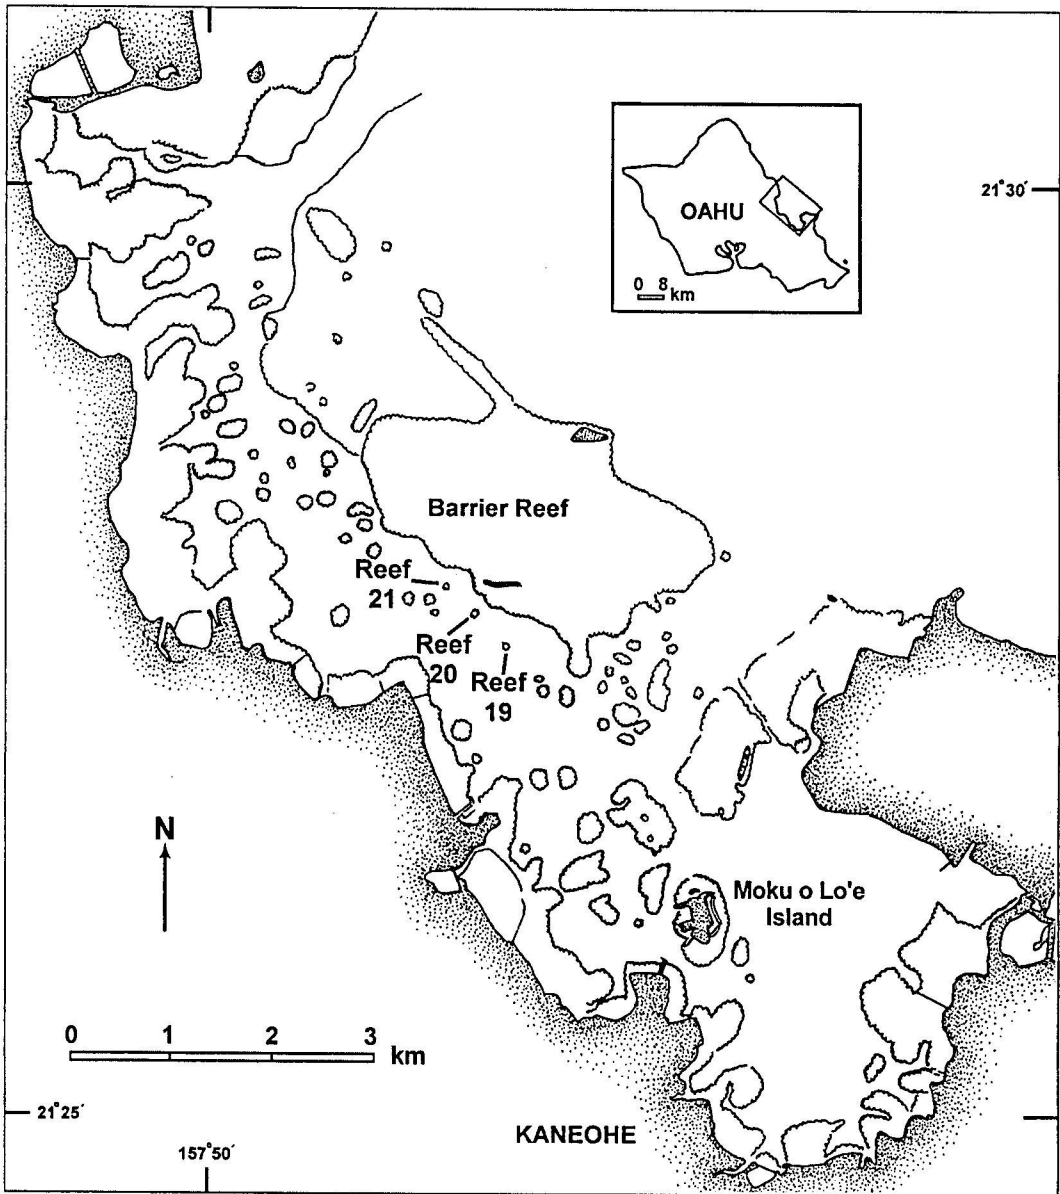 21°30′
OAHU
0 8
km
Barrier Reef
Reef
21
Reef
20
Reef
19
N
Moku o Lo'e
Island
0 1 2 3
km
21°25′
KANEOHE
157°50′